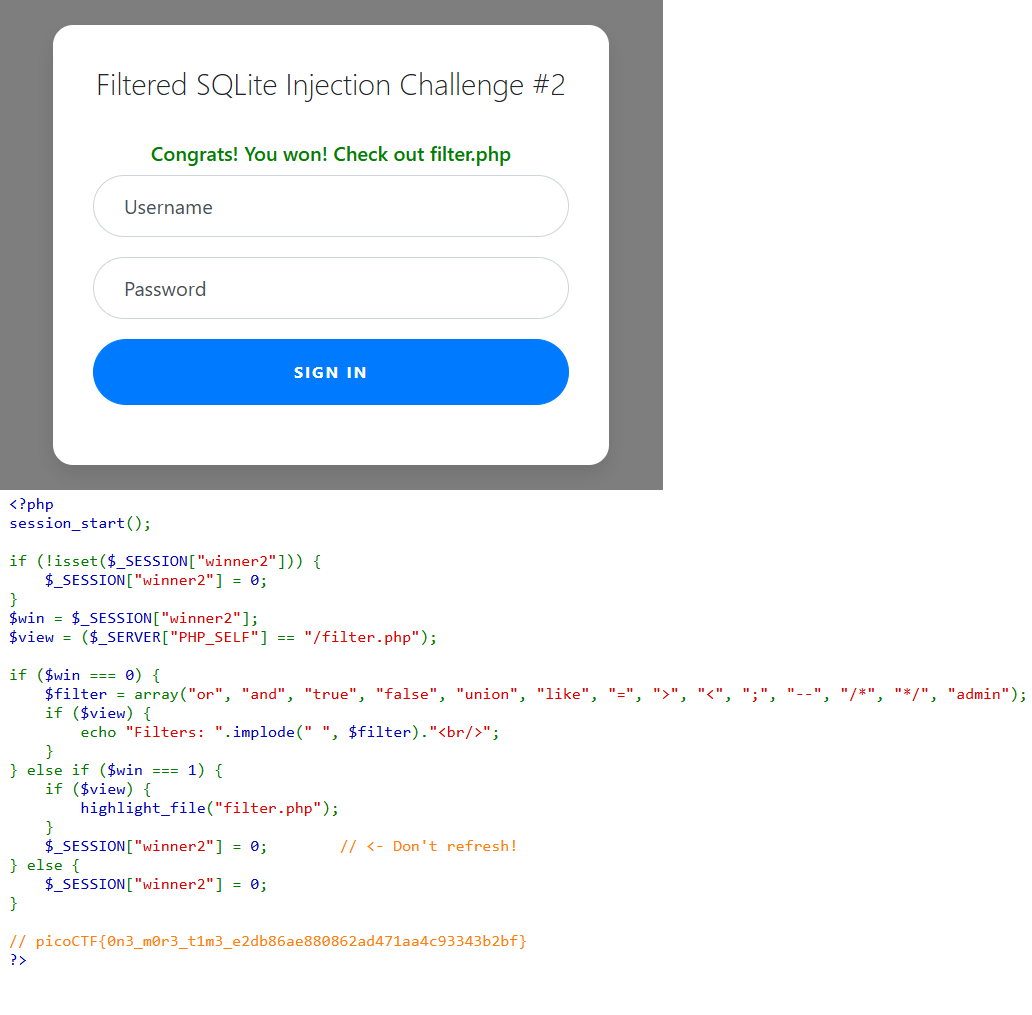 Filtered SQLite Injection Challenge #2
Congrats! You won! Check out filter.php
Username
Password
SIGN IN
<?php
session_start();
if (!isset($_SESSION["winner2"])) {
    $_SESSION["winner2"] = 0;
}
$win = $_SESSION["winner2"];
$view = ($_SERVER["PHP_SELF"] == "/filter.php");
if ($win === 0) {
    $filter = array("or", "and", "true", "false", "union", "like", "=", ">", "<", ";", "--", "/*", "*/", "admin");
    if ($view) {
        echo "Filters: ".implode(" ", $filter)."<br/>";
    }
} else if ($win === 1) {
    if ($view) {
        highlight_file("filter.php");
    }
    $_SESSION["winner2"] = 0;        // <- Don't refresh!
} else {
    $_SESSION["winner2"] = 0;
}
// picoCTF{0n3_m0r3_t1m3_e2db86ae880862ad471aa4c93343b2bf}
?>